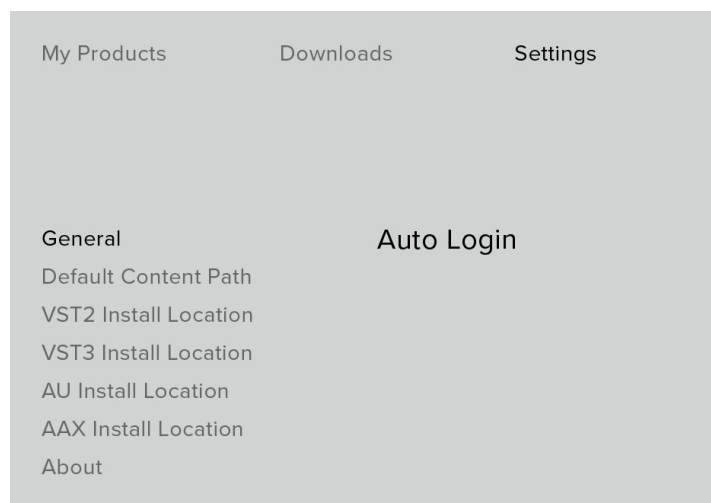 My Products Downloads Settings
General
Auto Login
Default Content Path
VST2 Install Location
VST3 Install Location
AU Install Location
AAX Install Location
About